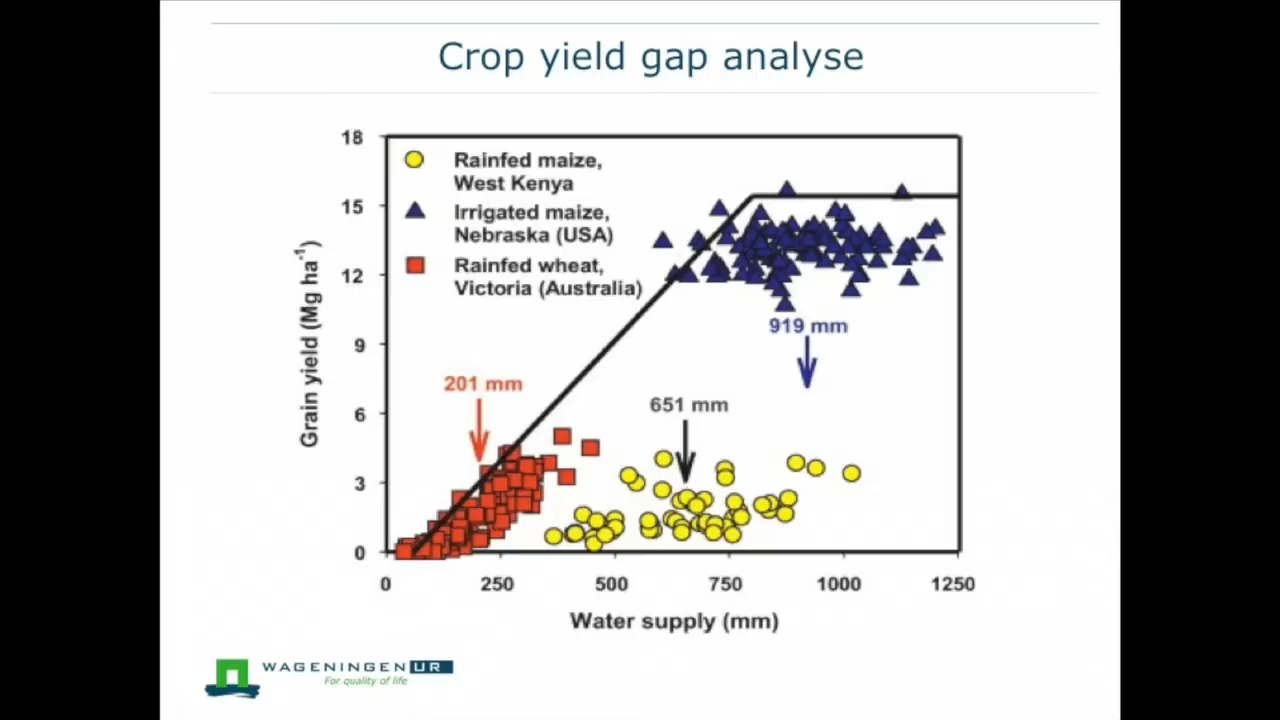 Crop yield gap analyse
18
15
12
9
6
3
0
Grain yield (Mg ha⁻¹)
Rainfed maize,
West Kenya
Irrigated maize,
Nebraska (USA)
Rainfed wheat,
Victoria (Australia)
919 mm
201 mm
651 mm
0 250 500 750 1000 1250
Water supply (mm)
WAGENINGEN UR
For quality of life